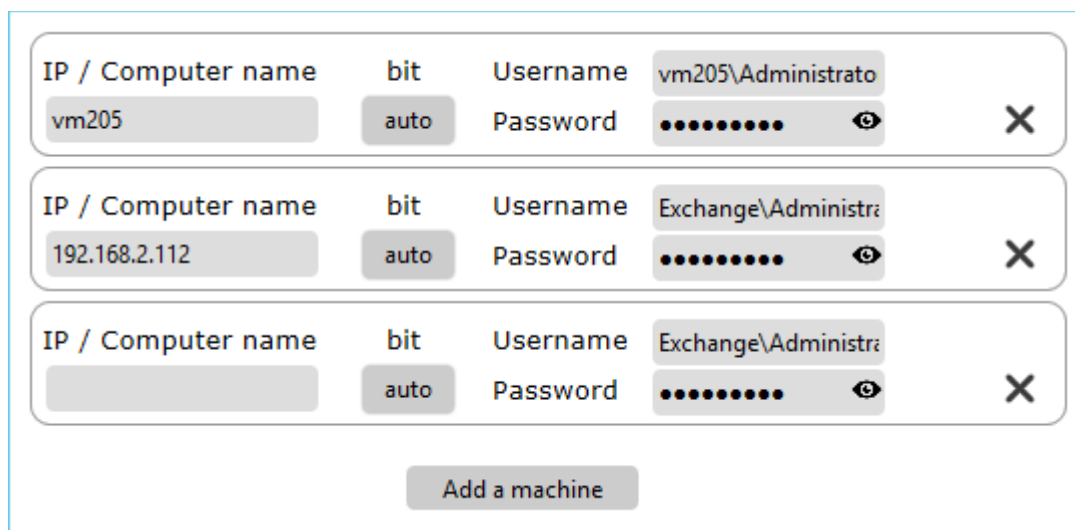 IP / Computer name bit Username vm205\Administrato
vm205 auto Password •••••••••
IP / Computer name bit Username Exchange\Administra
192.168.2.112 auto Password •••••••••
IP / Computer name bit Username Exchange\Administra
auto Password •••••••••
Add a machine